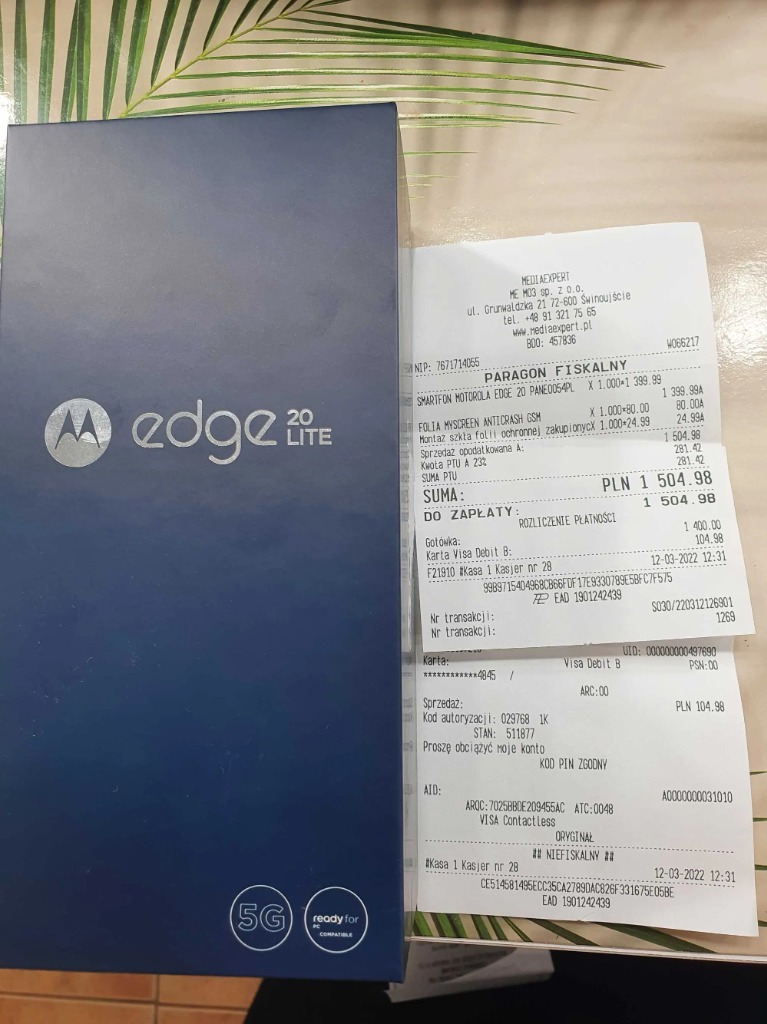 edge 20
LITE
5G
ready for
PC
COMPATIBLE
MEDIAEXPERT
ME M03 sp. z o.o.
ul. Grunwaldzka 21 72-600 Świnoujście
tel. +48 91 321 75 65
www.mediaexpert.pl
BDO: 457836
NIP: 7671714055 W066217
PARAGON FISKALNY
SMARTFON MOTOROLA EDGE 20 PANE0054PL X 1.000*1 399.99
1 399.99A
FOLIA MYSCREEN ANTICRASH GSM X 1.000*80.00 80.00A
Montaż szkła folii ochronnej zakupionycX 1.000*24.99 24.99A
Sprzedaż opodatkowana A: 1 504.98
Kwota PTU A 23% 281.42
SUMA PTU 281.42
SUMA: PLN 1 504.98
DO ZAPŁATY: 1 504.98
ROZLICZENIE PŁATNOŚCI
Gotówka: 1 400.00
Karta Visa Debit B: 104.98
F21910 #Kasa 1 Kasjer nr 28 12-03-2022 12:31
99B9715404968CB66FDF17E9330789E5BFC7F575
EAD 1901242439
Nr transakcji: S030/220312126901
Nr transakcji: 1269
UID: 000000000497690
Karta: Visa Debit B PSN:00
************4845 /
ARC:00
Sprzedaż: PLN 104.98
Kod autoryzacji: 029768 1K
STAN: 511877
Proszę obciążyć moje konto
KOD PIN ZGODNY
AID: A0000000031010
ARQC:7025BBDE209455AC ATC:0048
VISA Contactless
ORYGINAŁ
## NIEFISKALNY ##
#Kasa 1 Kasjer nr 28 12-03-2022 12:31
CE514581495ECC35CA2789DAC826F331675E05BE
EAD 1901242439